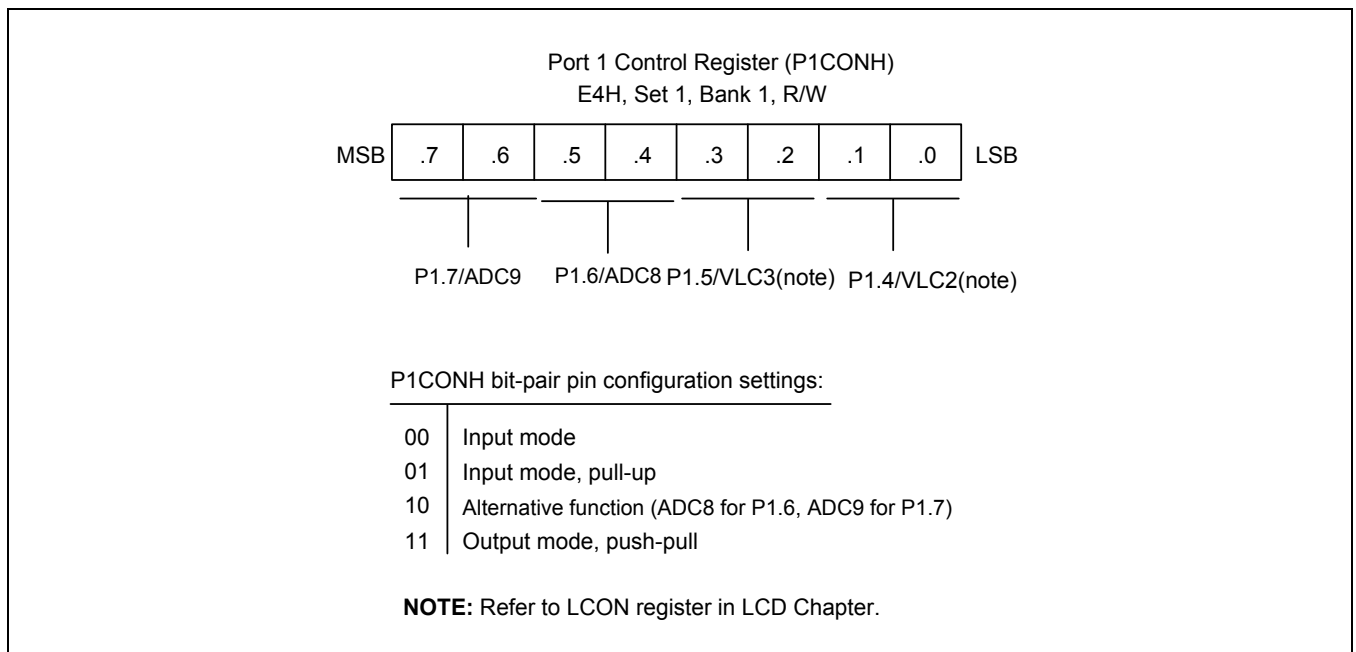 Port 1 Control Register (P1CONH)
E4H, Set 1, Bank 1, R/W
MSB .7 .6 .5 .4 .3 .2 .1 .0 LSB
P1.7/ADC9 P1.6/ADC8 P1.5/VLC3(note) P1.4/VLC2(note)
P1CONH bit-pair pin configuration settings:
00 Input mode
01 Input mode, pull-up
10 Alternative function (ADC8 for P1.6, ADC9 for P1.7)
11 Output mode, push-pull
NOTE: Refer to LCON register in LCD Chapter.